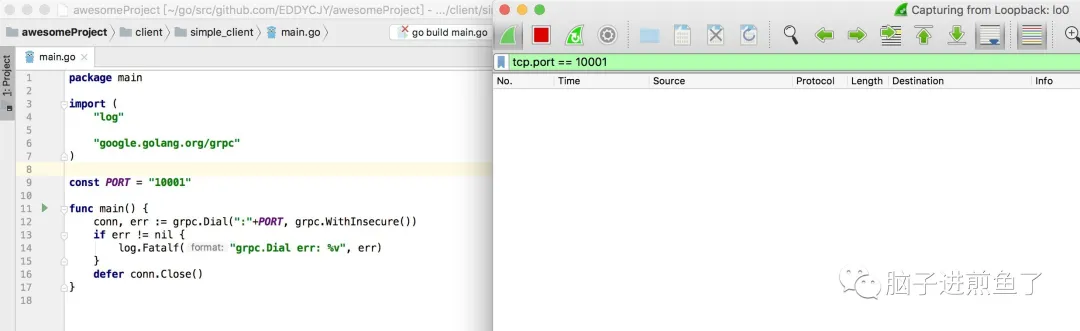 awesomeProject [~/go/src/github.com/EDDYCJY/awesomeProject] - .../client/si
awesomeProject client simple_client main.go go build main.go
main.go
1: Project
1 package main
2
3 import (
4 "log"
5
6 "google.golang.org/grpc"
7 )
8
9 const PORT = "10001"
10
11 func main() {
12 conn, err := grpc.Dial(":"+PORT, grpc.WithInsecure())
13 if err != nil {
14 log.Fatalf( format: "grpc.Dial err: %v", err)
15 }
16 defer conn.Close()
17 }
18
Capturing from Loopback: lo0
tcp.port == 10001
No. Time Source Protocol Length Destination Info
脑子进煎鱼了